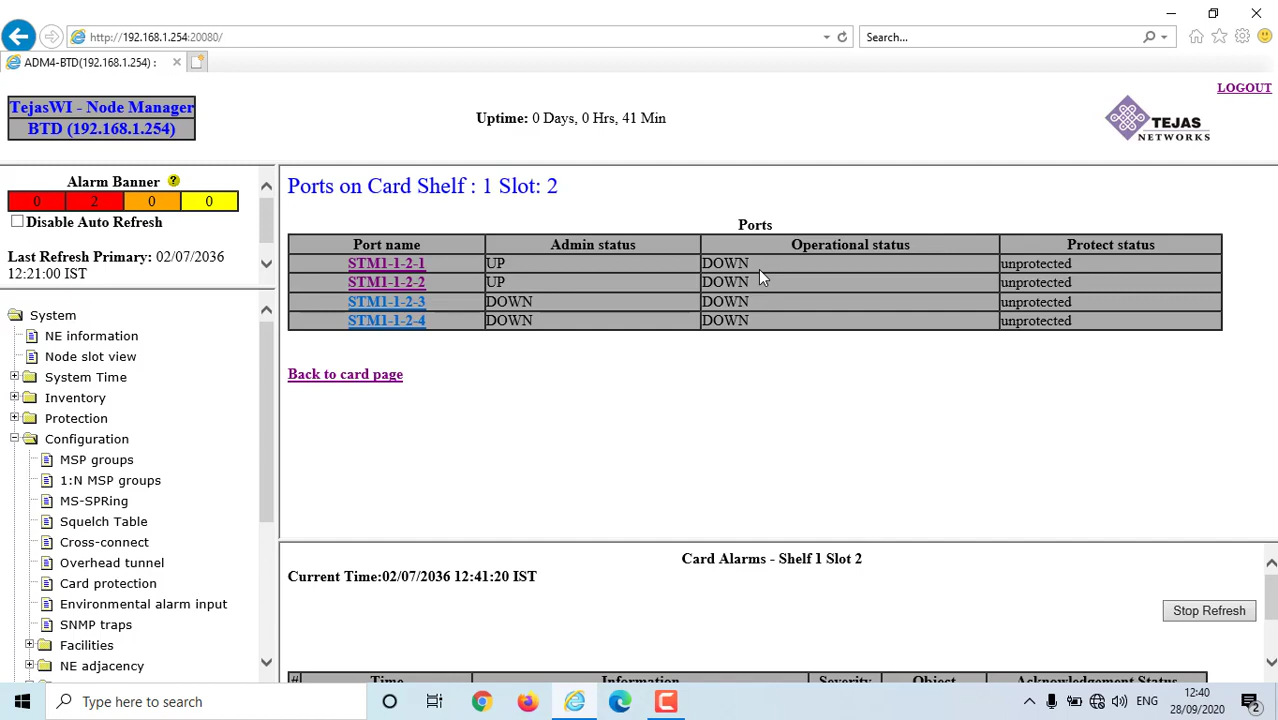 http://192.168.1.254:20080/
Search...
ADM4-BTD(192.168.1.254) :
LOGOUT
TejasWI - Node Manager
BTD (192.168.1.254)
Uptime: 0 Days, 0 Hrs, 41 Min
TEJAS
NETWORKS
Alarm Banner ?
0 2 0 0
Disable Auto Refresh
Last Refresh Primary: 02/07/2036
12:21:00 IST
System
NE information
Node slot view
System Time
Inventory
Protection
Configuration
MSP groups
1:N MSP groups
MS-SPRing
Squelch Table
Cross-connect
Overhead tunnel
Card protection
Environmental alarm input
SNMP traps
Facilities
NE adjacency
Ports on Card Shelf : 1 Slot: 2
Ports
Port name Admin status Operational status Protect status
STM1-1-2-1 UP DOWN unprotected
STM1-1-2-2 UP DOWN unprotected
STM1-1-2-3 DOWN DOWN unprotected
STM1-1-2-4 DOWN DOWN unprotected
Back to card page
Card Alarms - Shelf 1 Slot 2
Current Time:02/07/2036 12:41:20 IST
Stop Refresh
# Time Information Severity Object Acknowledgement Status
Type here to search
ENG
12:40
28/09/2020
2